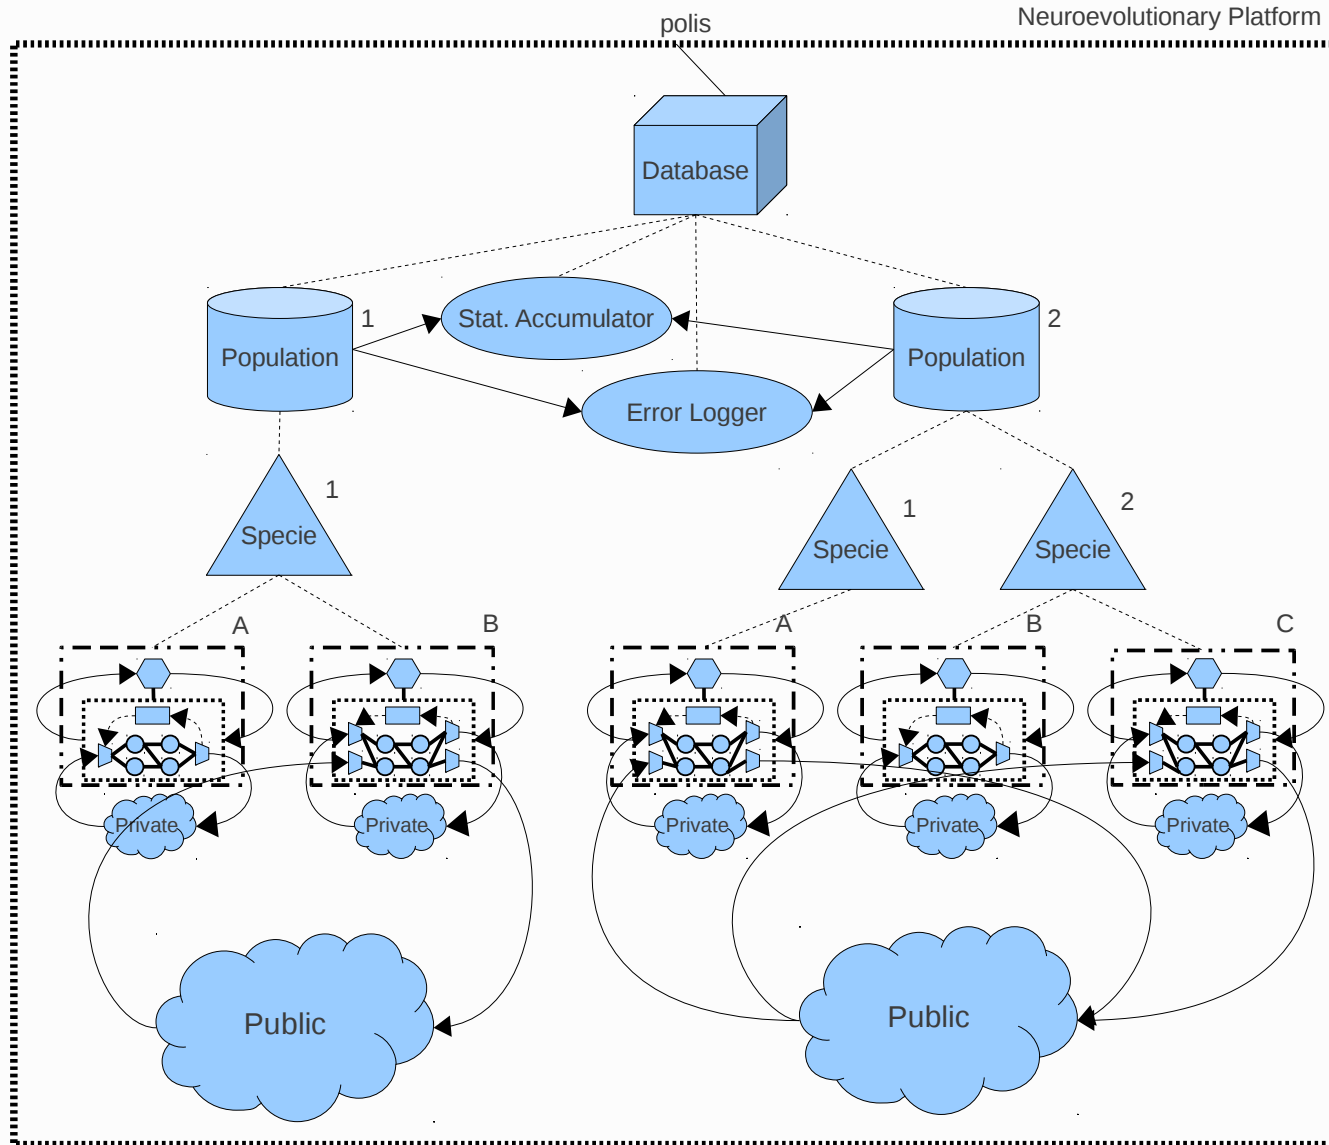 Neuroevolutionary Platform
polis
Database
1
Stat. Accumulator
2
Population
Population
Error Logger
1
Specie
1
Specie
2
Specie
A
B
A
B
C
Private
Private
Private
Private
Private
Public
Public